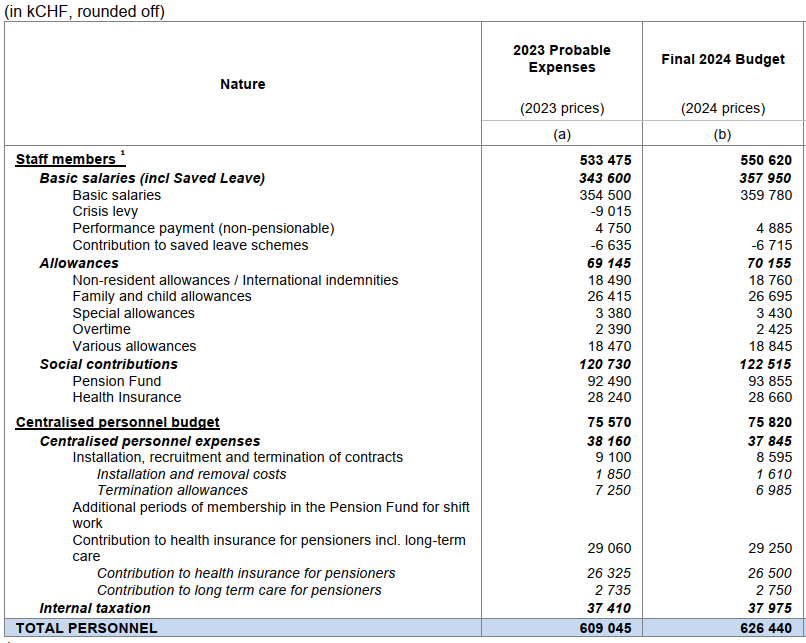 (in kCHF, rounded off)
Nature
2023 Probable
Expenses
Final 2024 Budget
(2023 prices)
(2024 prices)
(a)
(b)
Staff members ¹ 533 475 550 620
Basic salaries (incl Saved Leave) 343 600 357 950
Basic salaries 354 500 359 780
Crisis levy -9 015
Performance payment (non-pensionable) 4 750 4 885
Contribution to saved leave schemes -6 635 -6 715
Allowances 69 145 70 155
Non-resident allowances / International indemnities 18 490 18 760
Family and child allowances 26 415 26 695
Special allowances 3 380 3 430
Overtime 2 390 2 425
Various allowances 18 470 18 845
Social contributions 120 730 122 515
Pension Fund 92 490 93 855
Health Insurance 28 240 28 660
Centralised personnel budget 75 570 75 820
Centralised personnel expenses 38 160 37 845
Installation, recruitment and termination of contracts 9 100 8 595
Installation and removal costs 1 850 1 610
Termination allowances 7 250 6 985
Additional periods of membership in the Pension Fund for shift
work
Contribution to health insurance for pensioners incl. long-term
care 29 060 29 250
Contribution to health insurance for pensioners 26 325 26 500
Contribution to long term care for pensioners 2 735 2 750
Internal taxation 37 410 37 975
TOTAL PERSONNEL 609 045 626 440